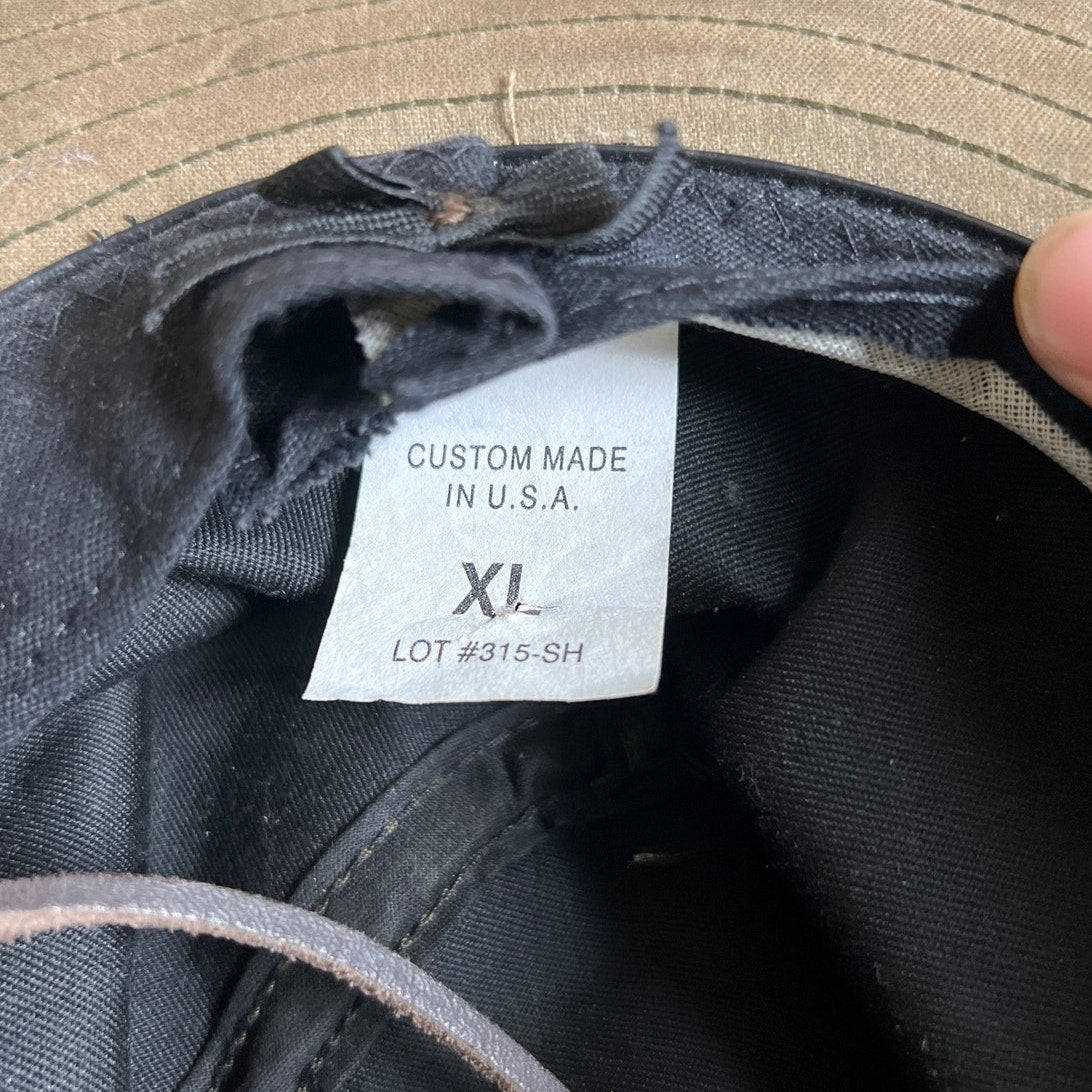 CUSTOM MADE
IN U.S.A.
XL
LOT #315-SH